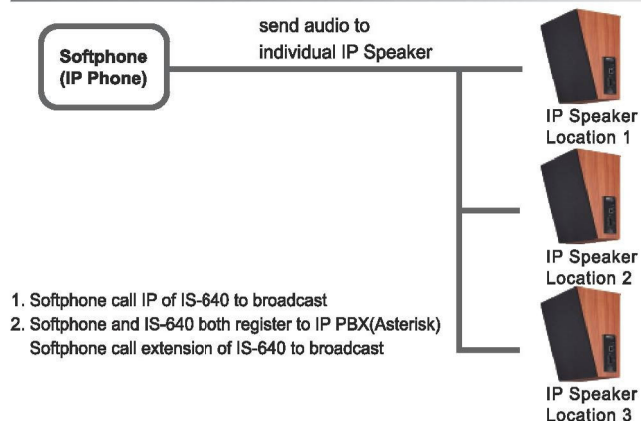 send audio to
individual IP Speaker
Softphone
(IP Phone)
IP Speaker
Location 1
IP Speaker
Location 2
1. Softphone call IP of IS-640 to broadcast
2. Softphone and IS-640 both register to IP PBX(Asterisk)
Softphone call extension of IS-640 to broadcast
IP Speaker
Location 3